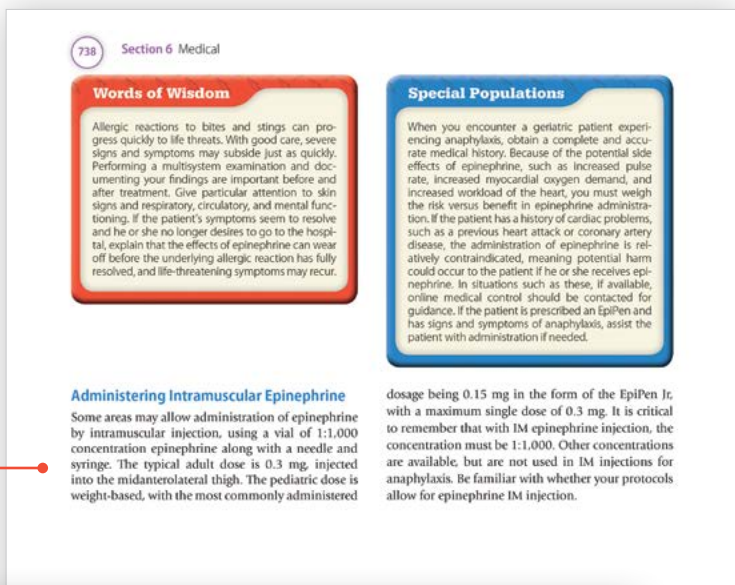 738 Section 6 Medical
Words of Wisdom
Allergic reactions to bites and stings can pro-
gress quickly to life threats. With good care, severe
signs and symptoms may subside just as quickly.
Performing a multisystem examination and doc-
umenting your findings are important before and
after treatment. Give particular attention to skin
signs and respiratory, circulatory, and mental func-
tioning. If the patient's symptoms seem to resolve
and he or she no longer desires to go to the hospi-
tal, explain that the effects of epinephrine can wear
off before the underlying allergic reaction has fully
resolved, and life-threatening symptoms may recur.
Special Populations
When you encounter a geriatric patient experi-
encing anaphylaxis, obtain a complete and accu-
rate medical history. Because of the potential side
effects of epinephrine, such as increased pulse
rate, increased myocardial oxygen demand, and
increased workload of the heart, you must weigh
the risk versus benefit in epinephrine administra-
tion. If the patient has a history of cardiac problems,
such as a previous heart attack or coronary artery
disease, the administration of epinephrine is rel-
atively contraindicated, meaning potential harm
could occur to the patient if he or she receives epi-
nephrine. In situations such as these, if available,
online medical control should be contacted for
guidance. If the patient is prescribed an EpiPen and
has signs and symptoms of anaphylaxis, assist the
patient with administration if needed.
Administering Intramuscular Epinephrine
Some areas may allow administration of epinephrine
by intramuscular injection, using a vial of 1:1,000
concentration epinephrine along with a needle and
syringe. The typical adult dose is 0.3 mg, injected
into the midanterolateral thigh. The pediatric dose is
weight-based, with the most commonly administered
dosage being 0.15 mg in the form of the EpiPen Jr,
with a maximum single dose of 0.3 mg. It is critical
to remember that with IM epinephrine injection, the
concentration must be 1:1,000. Other concentrations
are available, but are not used in IM injections for
anaphylaxis. Be familiar with whether your protocols
allow for epinephrine IM injection.